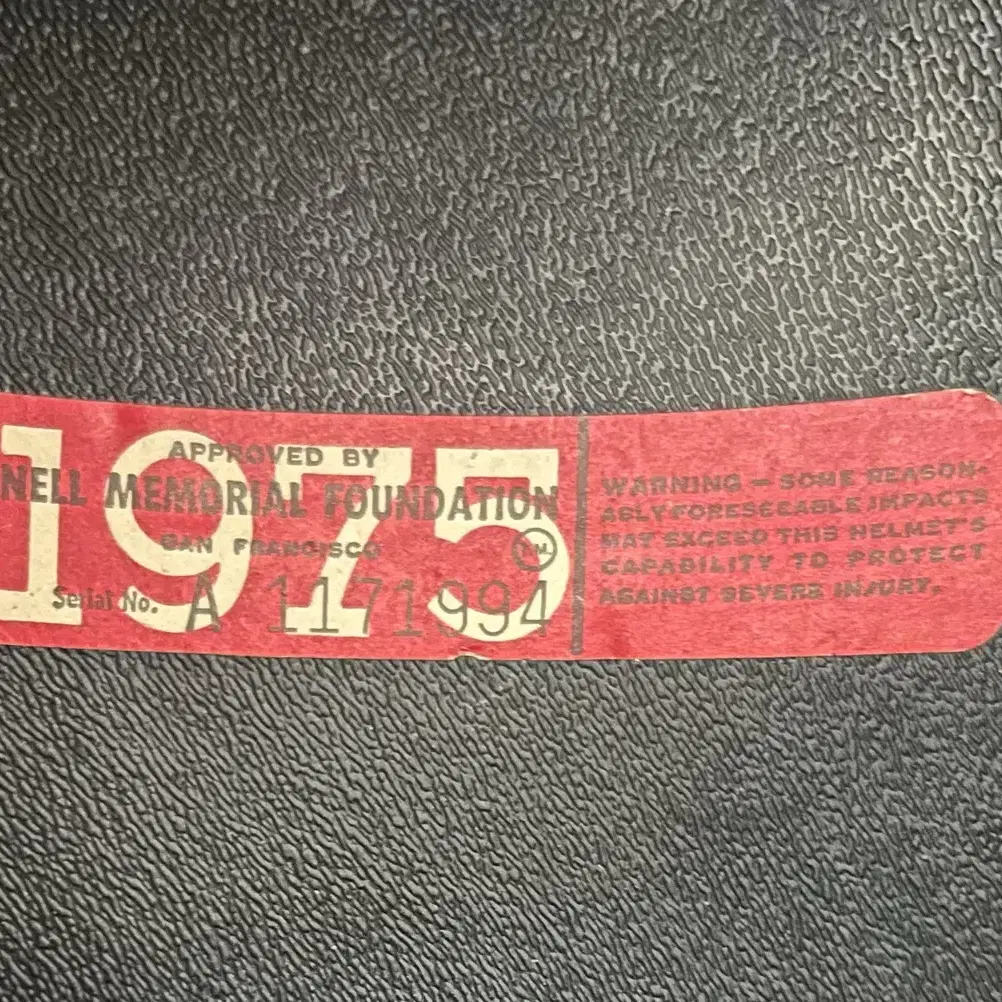 1975
APPROVED BY
NELL MEMORIAL FOUNDATION
SAN FRANCISCO
T.M.
Serial No. A 1171994
WARNING — SOME REASON-
ABLY FORESEEABLE IMPACTS
MAY EXCEED THIS HELMET'S
CAPABILITY TO PROTECT
AGAINST SEVERE INJURY.